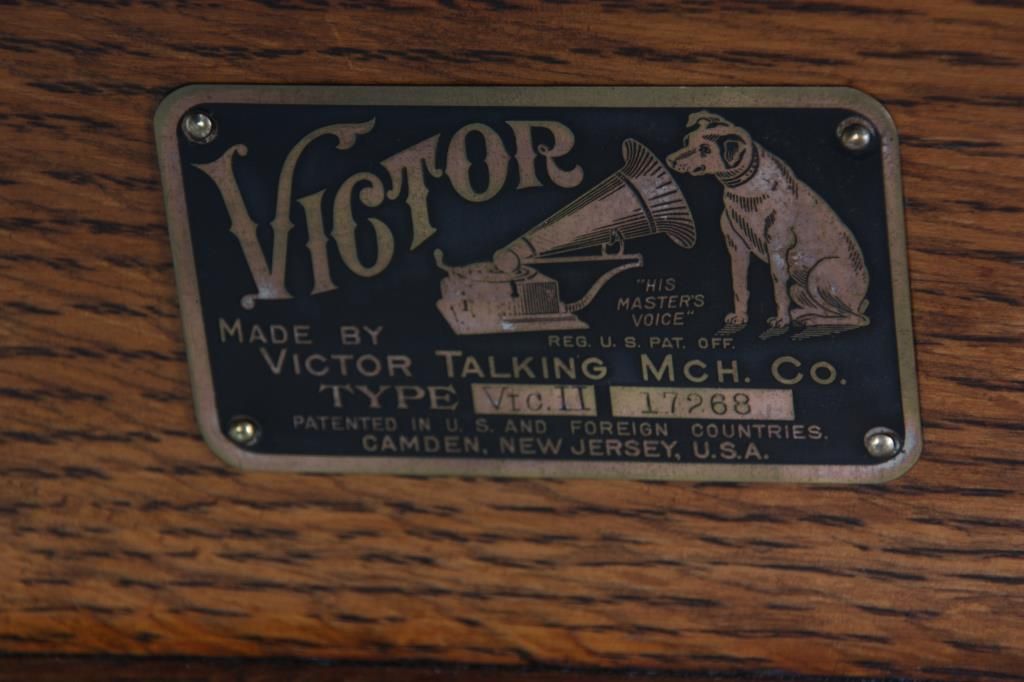 VICTOR
"HIS
MASTER'S
VOICE"
REG. U. S. PAT. OFF.
MADE BY
VICTOR TALKING MCH. CO.
TYPE Vtc.II 17268
PATENTED IN U. S. AND FOREIGN COUNTRIES.
CAMDEN, NEW JERSEY, U.S.A.